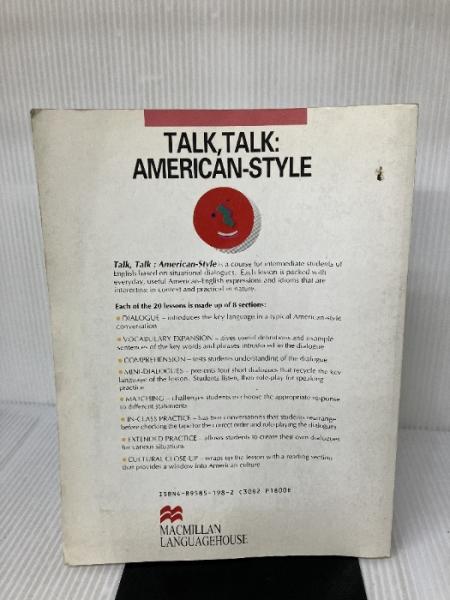 TALK, TALK:
AMERICAN-STYLE
Talk, Talk : American-Style is a course for intermediate students of
English based on situational dialogues. Each lesson is packed with
everyday, useful American-English expressions and idioms that are
interesting in context and practical in nature.
Each of the 20 lessons is made up of 8 sections:
DIALOGUE – introduces the key language in a typical American-style
conversation
VOCABULARY EXPANSION – gives useful definitions and example
sentences of the key words and phrases introduced in the dialogue
COMPREHENSION – tests students understanding of the dialogue
MINI-DIALOGUES – presents four short dialogues that recycle the key
language of the lesson. Students listen, then role-play for speaking
practice
MATCHING – challenges students to choose the appropriate response
to different statements
IN-CLASS PRACTICE – has two conversations that students rearrange
before checking the tape for the correct order and role-playing the dialogues
EXTENDED PRACTICE – allows students to create their own dialogues
for various situations
CULTURAL CLOSE-UP – wraps up the lesson with a reading section
that provides a window into American culture
ISBN4-89585-198-2 C3082 P1800E
MACMILLAN
LANGUAGEHOUSE